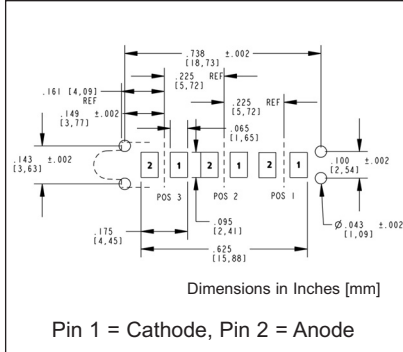 .738 ±.002
[18,73]
.225 REF
[5,72]
.161 [4,09]
REF
.149 ±.002
[3,77]
.225 REF
[5,72]
.065
[1,65]
.143 ±.002
[3,63]
2 1 2 1 2 1
.100 ±.002
[2,54]
POS 3 POS 2 POS 1
.175
[4,45]
.095
[2,41]
Ø.043 ±.002
[1,09]
.625
[15,88]
Dimensions in Inches [mm]
Pin 1 = Cathode, Pin 2 = Anode